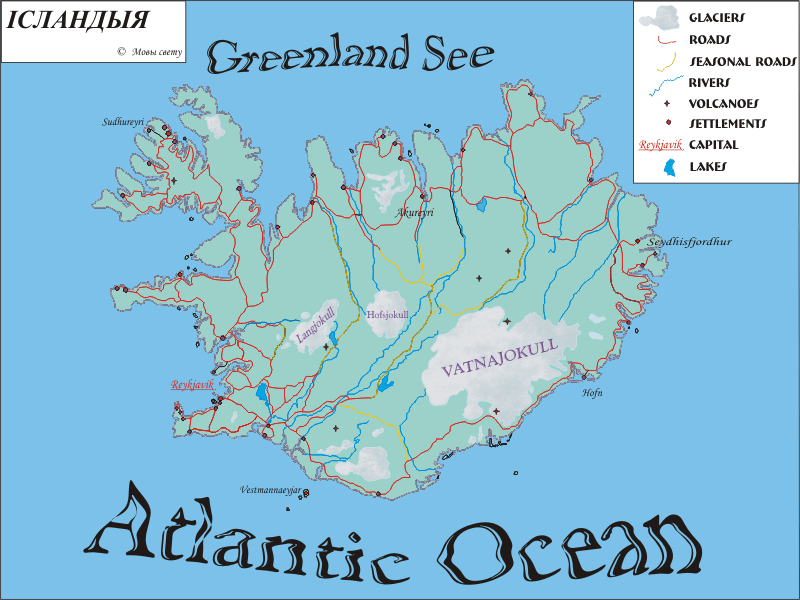 ІСЛАНДЫЯ
© Мовы свету
Greenland See
GLACIERS
ROADS
SEASONAL ROADS
RIVERS
VOLCANOES
SETTLEMENTS
Reykjavik CAPITAL
LAKES
Sudhureyri
Akureyri
Seydhisfjordhur
Langjokull
Hofsjokull
VATNAJOKULL
Reykjavik
Hofn
Vestmannaeyjar
Atlantic Ocean